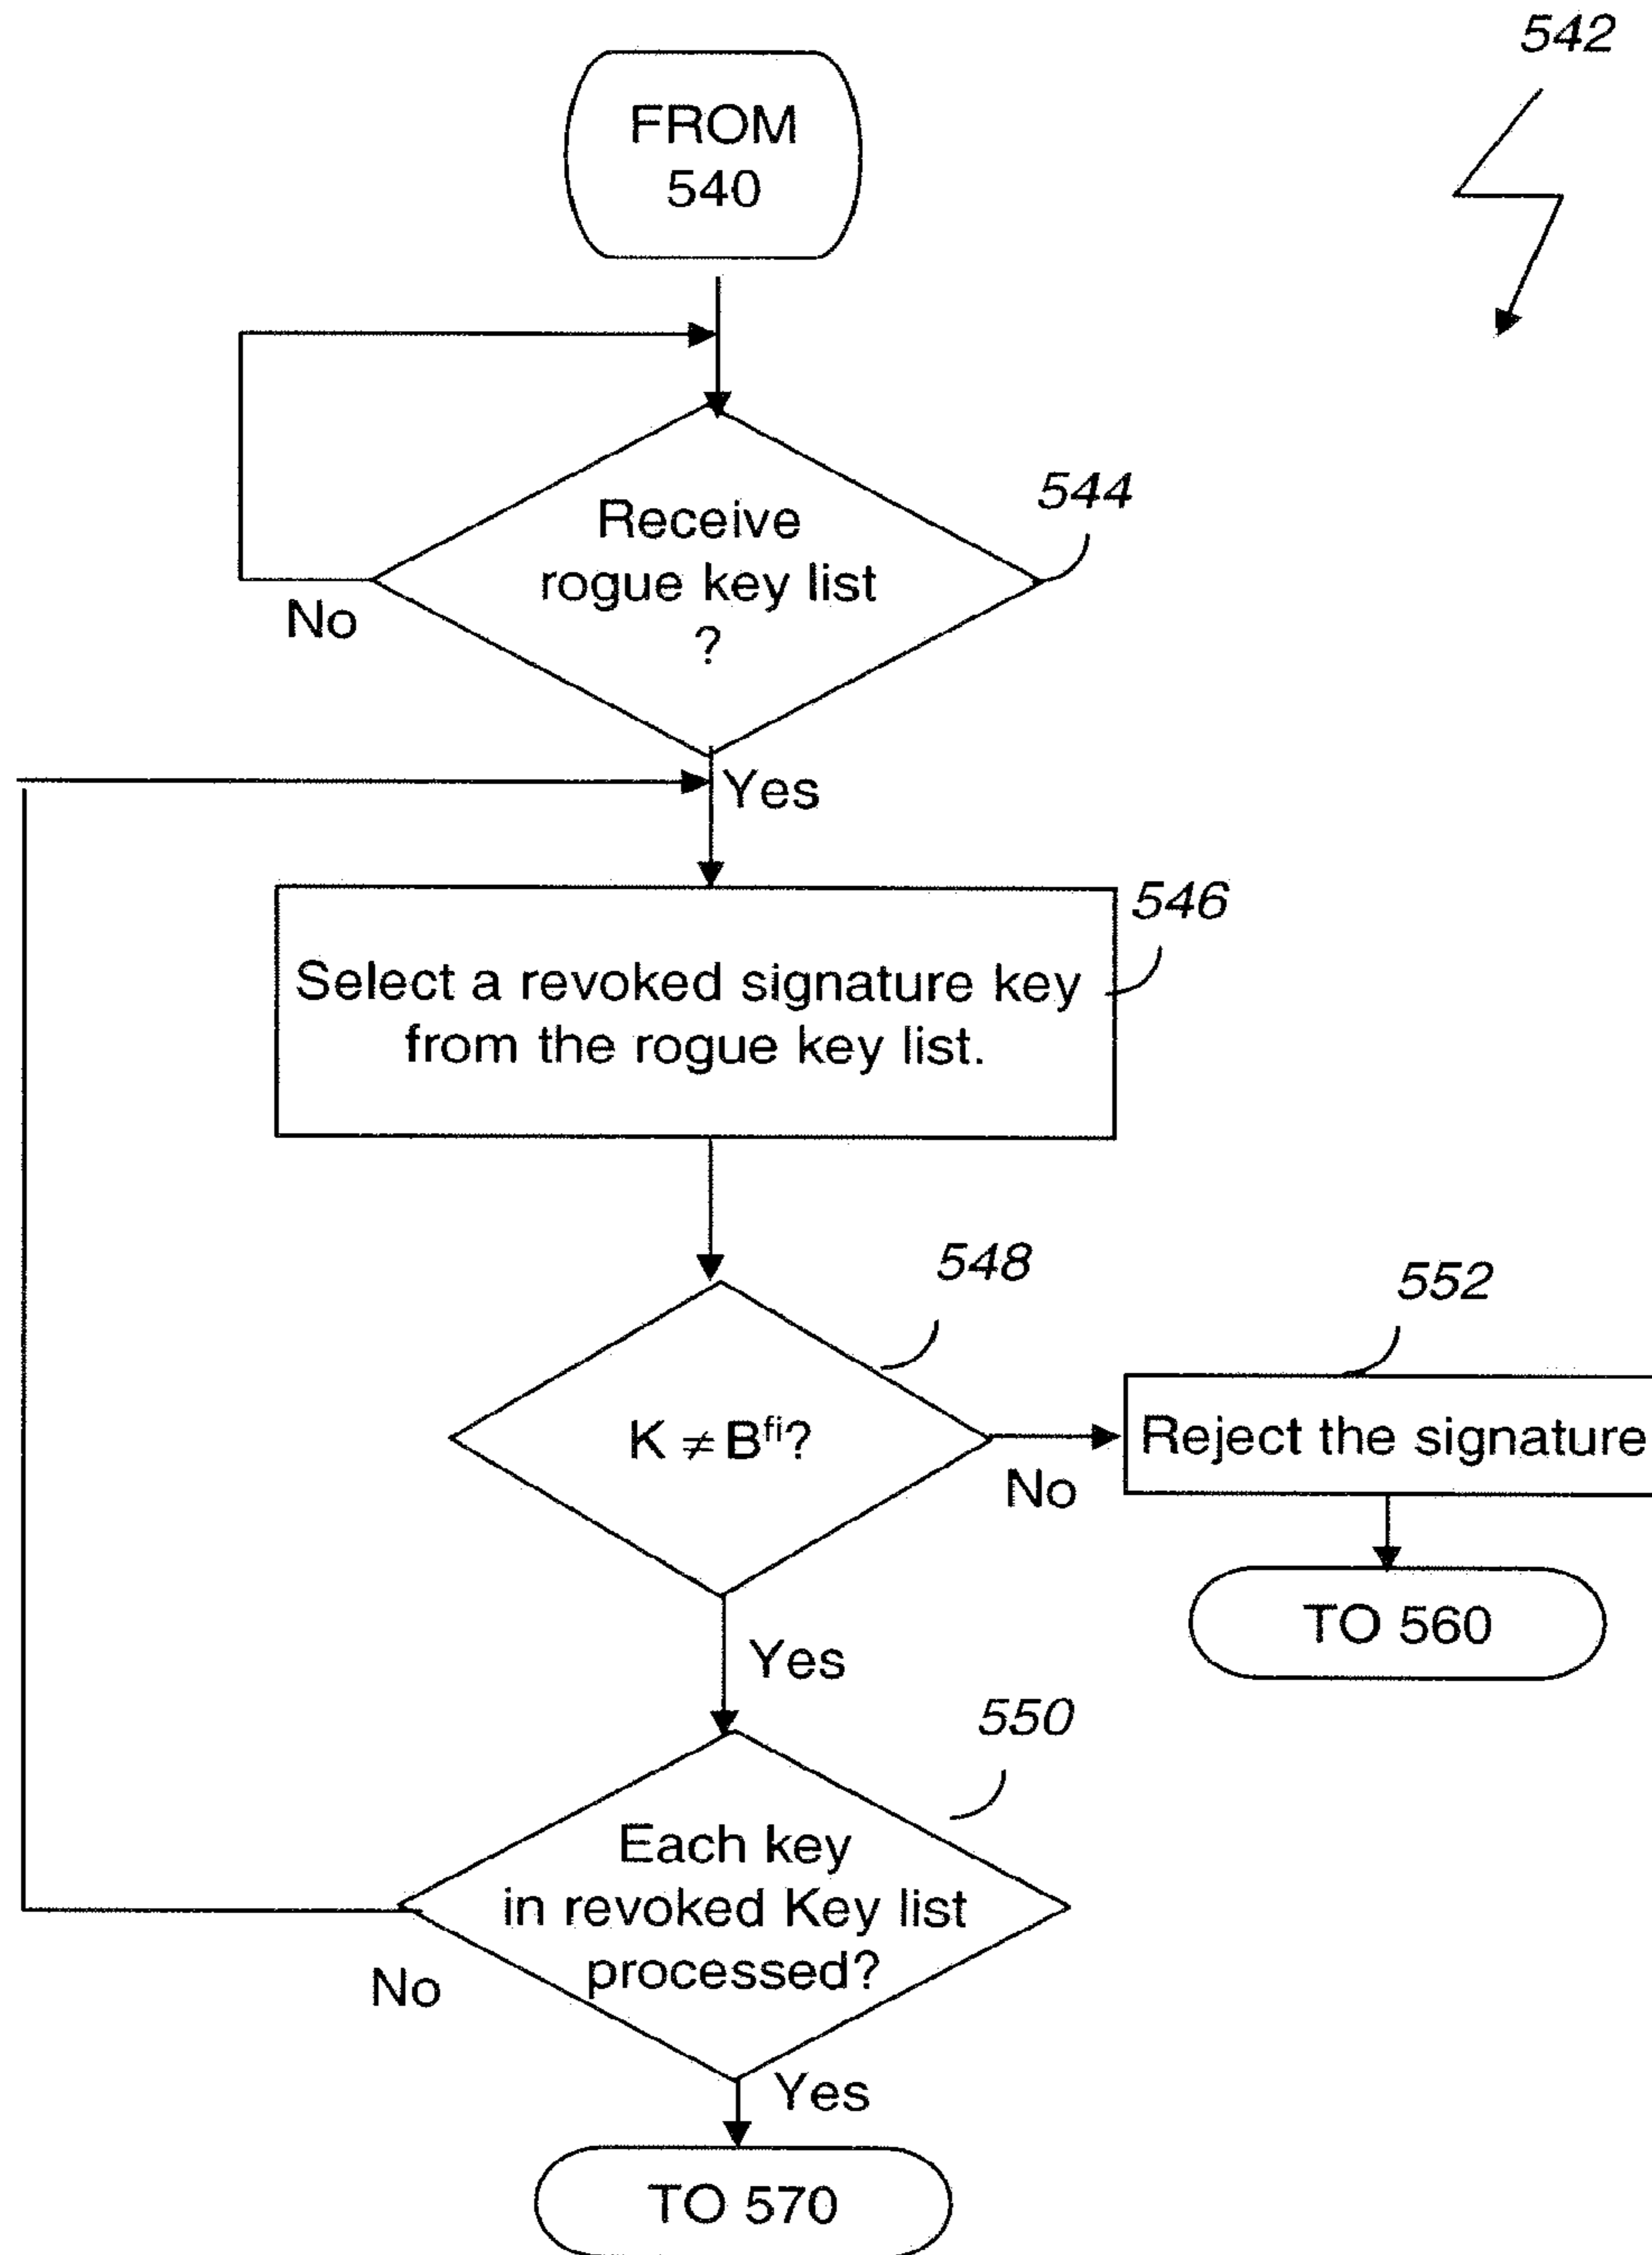 542
FROM
540
Receive
rogue key list
?
544
No
Yes
546
Select a revoked signature key
from the rogue key list.
548
552
K ≠ B^fi?
Reject the signature
No
TO 560
Yes
550
Each key
in revoked Key list
processed?
No
Yes
TO 570